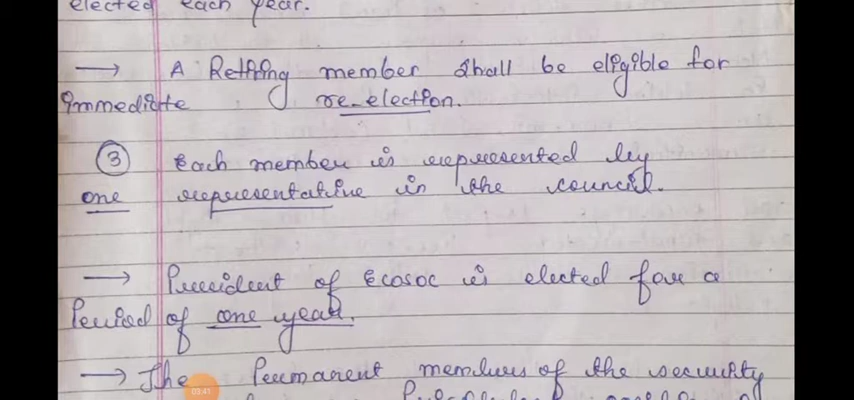 elected each year.
→ A Retiring member shall be eligible for
immediate re-election.
③ Each member is represented by
one representative in the council.
→ President of ECOSOC is elected for a
Period of one year.
→ The Permanent members of the security
03:41